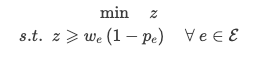 min z
s.t. z ⩾ w_e (1 − p_e) ∀ e ∈ ℰ